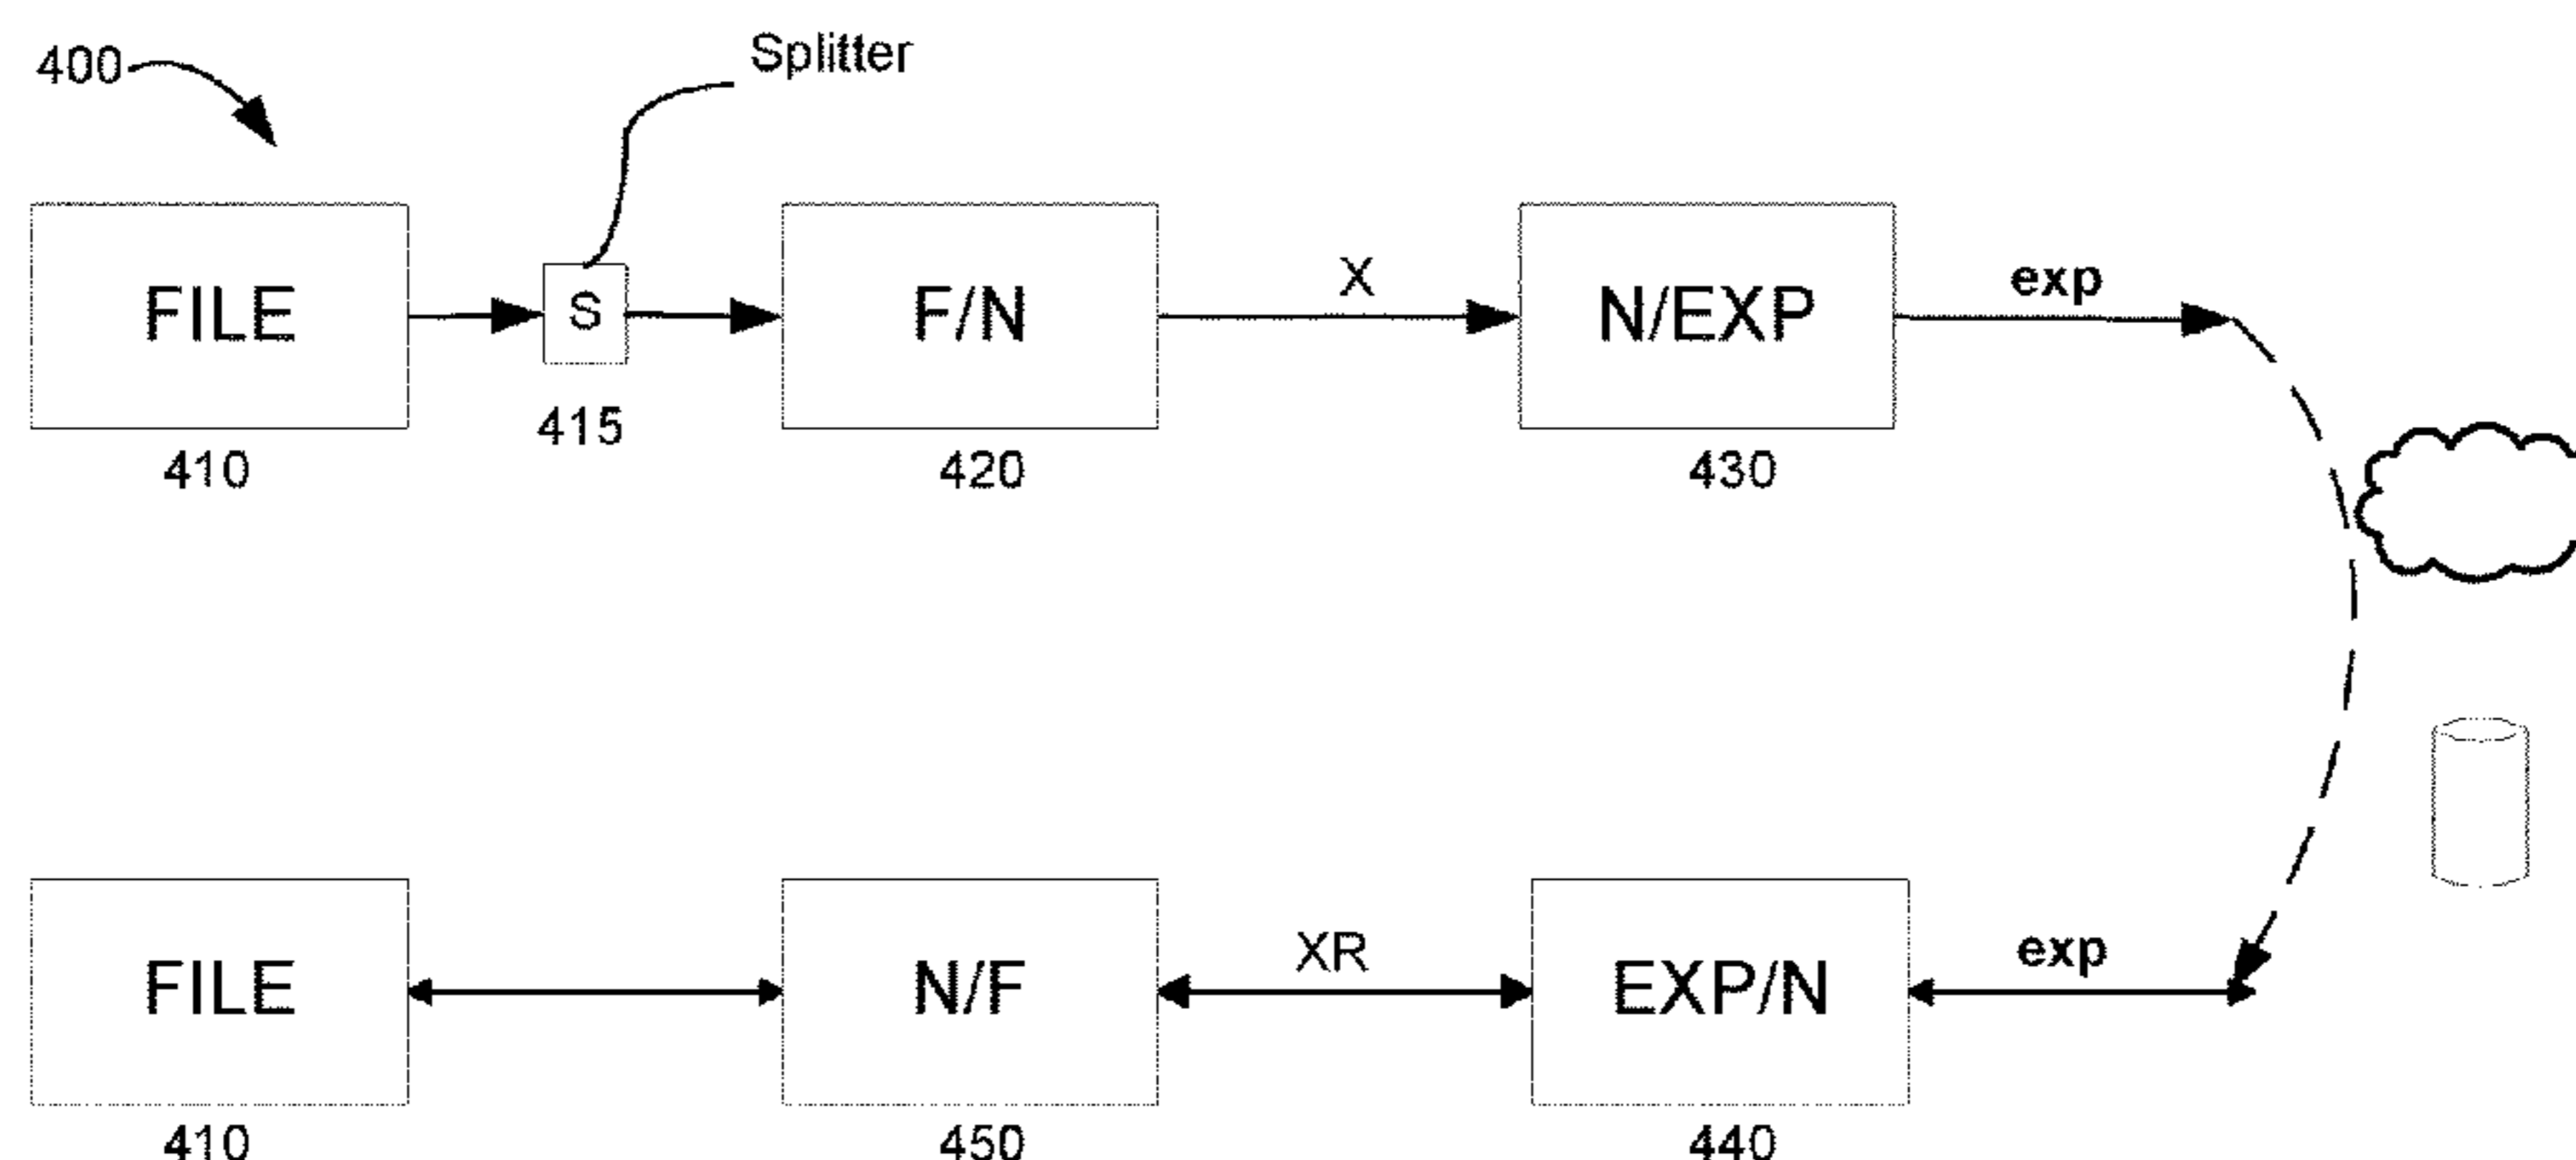 400
Splitter
FILE
S
F/N
X
N/EXP
exp
410
415
420
430
FILE
N/F
XR
EXP/N
exp
410
450
440